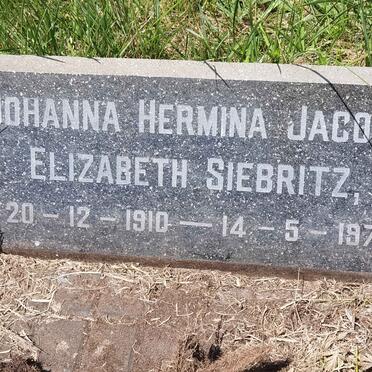 OHANNA HERMINA JACO
ELIZABETH SIEBRITZ,
20-12-1910 — 14-5-197